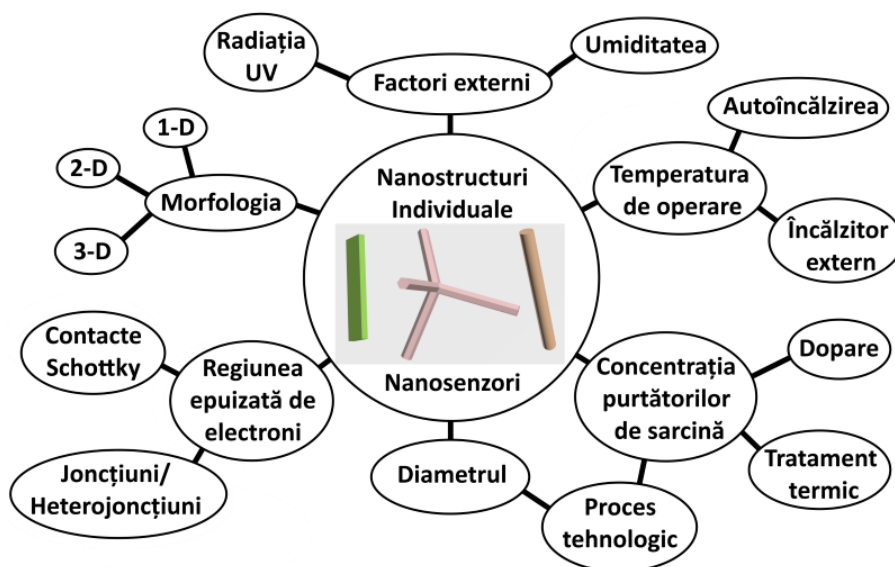 Radiația
UV
Factori externi
Umiditatea
1-D
2-D
3-D
Morfologia
Nanostructuri
Individuale
Nanosenzori
Autoîncălzirea
Temperatura
de operare
Încălzitor
extern
Contacte
Schottky
Regiunea
epuizată de
electroni
Joncțiuni/
Heterojoncțiuni
Diametrul
Proces
tehnologic
Concentrația
purtătorilor
de sarcină
Dopare
Tratament
termic